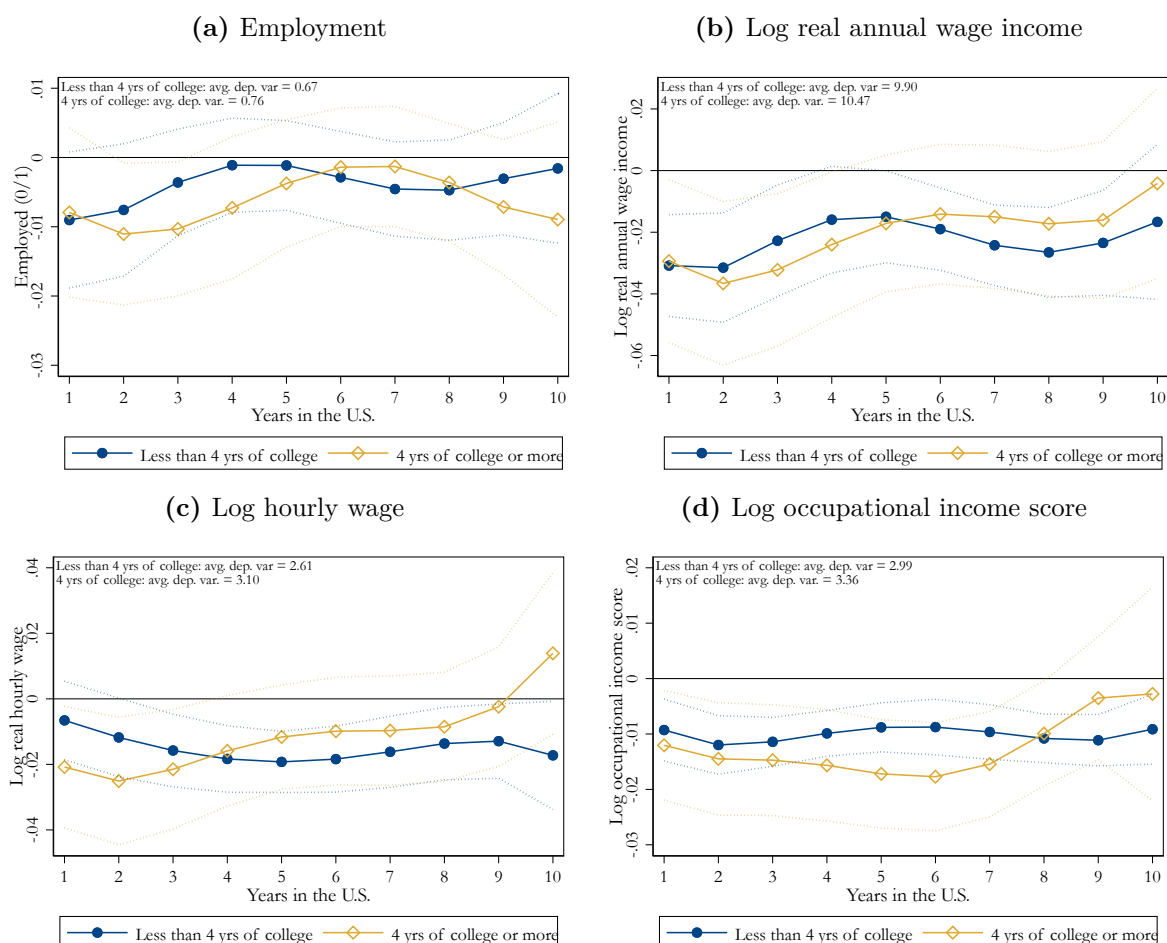 (a) Employment
Less than 4 yrs of college: avg. dep. var = 0.67
4 yrs of college: avg. dep. var. = 0.76
Employed (0/1)
.01
0
-.01
-.02
-.03
1 2 3 4 5 6 7 8 9 10
Years in the U.S.
Less than 4 yrs of college 4 yrs of college or more
(b) Log real annual wage income
Less than 4 yrs of college: avg. dep. var = 9.90
4 yrs of college: avg. dep. var. = 10.47
Log real annual wage income
.02
0
-.02
-.04
-.06
1 2 3 4 5 6 7 8 9 10
Years in the U.S.
Less than 4 yrs of college 4 yrs of college or more
(c) Log hourly wage
Less than 4 yrs of college: avg. dep. var = 2.61
4 yrs of college: avg. dep. var. = 3.10
Log real hourly wage
.04
.02
0
-.02
-.04
1 2 3 4 5 6 7 8 9 10
Years in the U.S.
Less than 4 yrs of college 4 yrs of college or more
(d) Log occupational income score
Less than 4 yrs of college: avg. dep. var = 2.99
4 yrs of college: avg. dep. var. = 3.36
Log occupational income score
.02
.01
0
-.01
-.02
-.03
1 2 3 4 5 6 7 8 9 10
Years in the U.S.
Less than 4 yrs of college 4 yrs of college or more